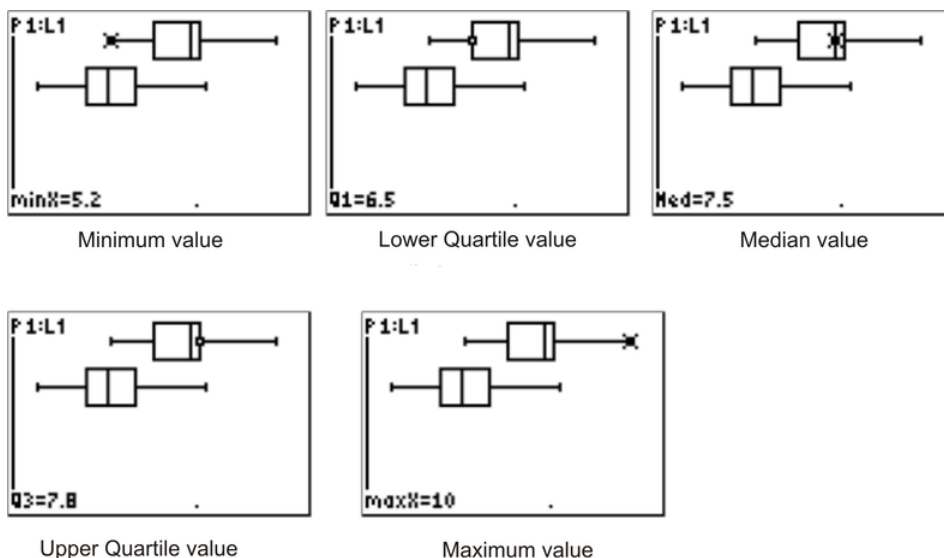 P1:L1 P1:L1 P1:L1
minX=5.2 Q1=6.5 Med=7.5
Minimum value Lower Quartile value Median value
P1:L1 P1:L1
Q3=7.8 maxX=10
Upper Quartile value Maximum value